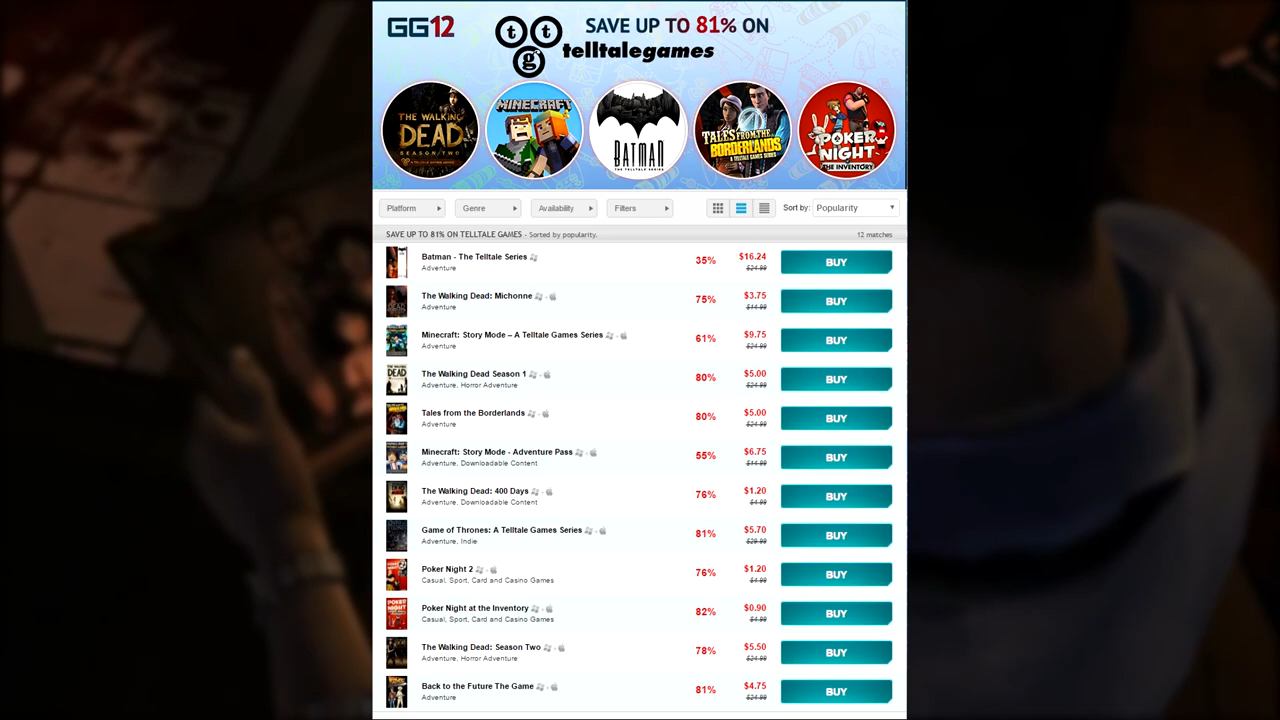 GG12
SAVE UP TO 81% ON
ttg
telltalegames
THE WALKING
DEAD
SEASON TWO
A TELLTALE GAMES SERIES
MINECRAFT
BATMAN
THE TELLTALE SERIES
TALES FROM THE
BORDERLANDS
A TELLTALE GAMES SERIES
POKER
NIGHT
THE INVENTORY
Platform
Genre
Availability
Filters
Sort by: Popularity
SAVE UP TO 81% ON TELLTALE GAMES - Sorted by popularity.
12 matches
Batman - The Telltale Series
Adventure
35%
$16.24
$24.99
BUY
The Walking Dead: Michonne
Adventure
75%
$3.75
$14.99
BUY
Minecraft: Story Mode – A Telltale Games Series
Adventure
61%
$9.75
$24.99
BUY
The Walking Dead Season 1
Adventure, Horror Adventure
80%
$5.00
$24.99
BUY
Tales from the Borderlands
Adventure
80%
$5.00
$24.99
BUY
Minecraft: Story Mode - Adventure Pass
Adventure, Downloadable Content
55%
$6.75
$14.99
BUY
The Walking Dead: 400 Days
Adventure, Downloadable Content
76%
$1.20
$4.99
BUY
Game of Thrones: A Telltale Games Series
Adventure, Indie
81%
$5.70
$29.99
BUY
Poker Night 2
Casual, Sport, Card and Casino Games
76%
$1.20
$4.99
BUY
Poker Night at the Inventory
Casual, Sport, Card and Casino Games
82%
$0.90
$4.99
BUY
The Walking Dead: Season Two
Adventure, Horror Adventure
78%
$5.50
$24.99
BUY
Back to the Future The Game
Adventure
81%
$4.75
$24.99
BUY